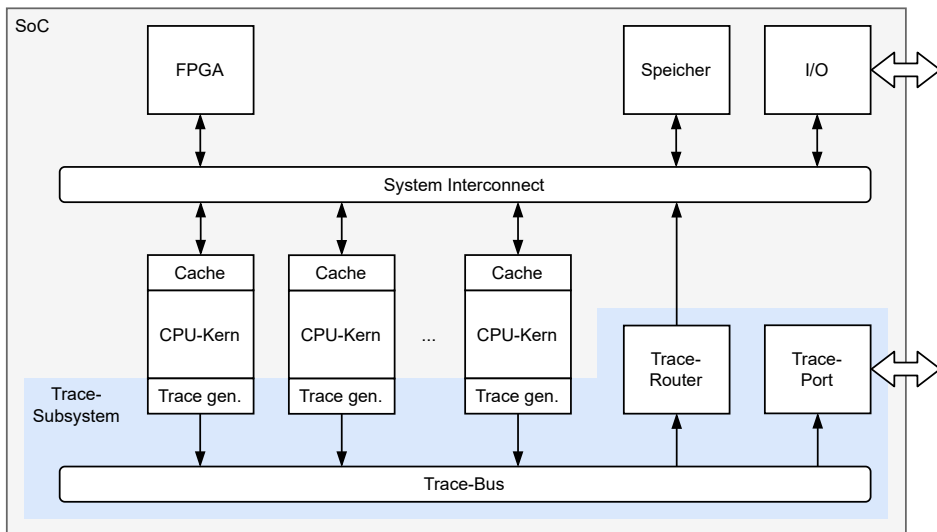 SoC
FPGA
Speicher
I/O
System Interconnect
Cache
Cache
Cache
CPU-Kern
CPU-Kern
...
CPU-Kern
Trace-
Router
Trace-
Port
Trace-
Subsystem
Trace gen.
Trace gen.
Trace gen.
Trace-Bus